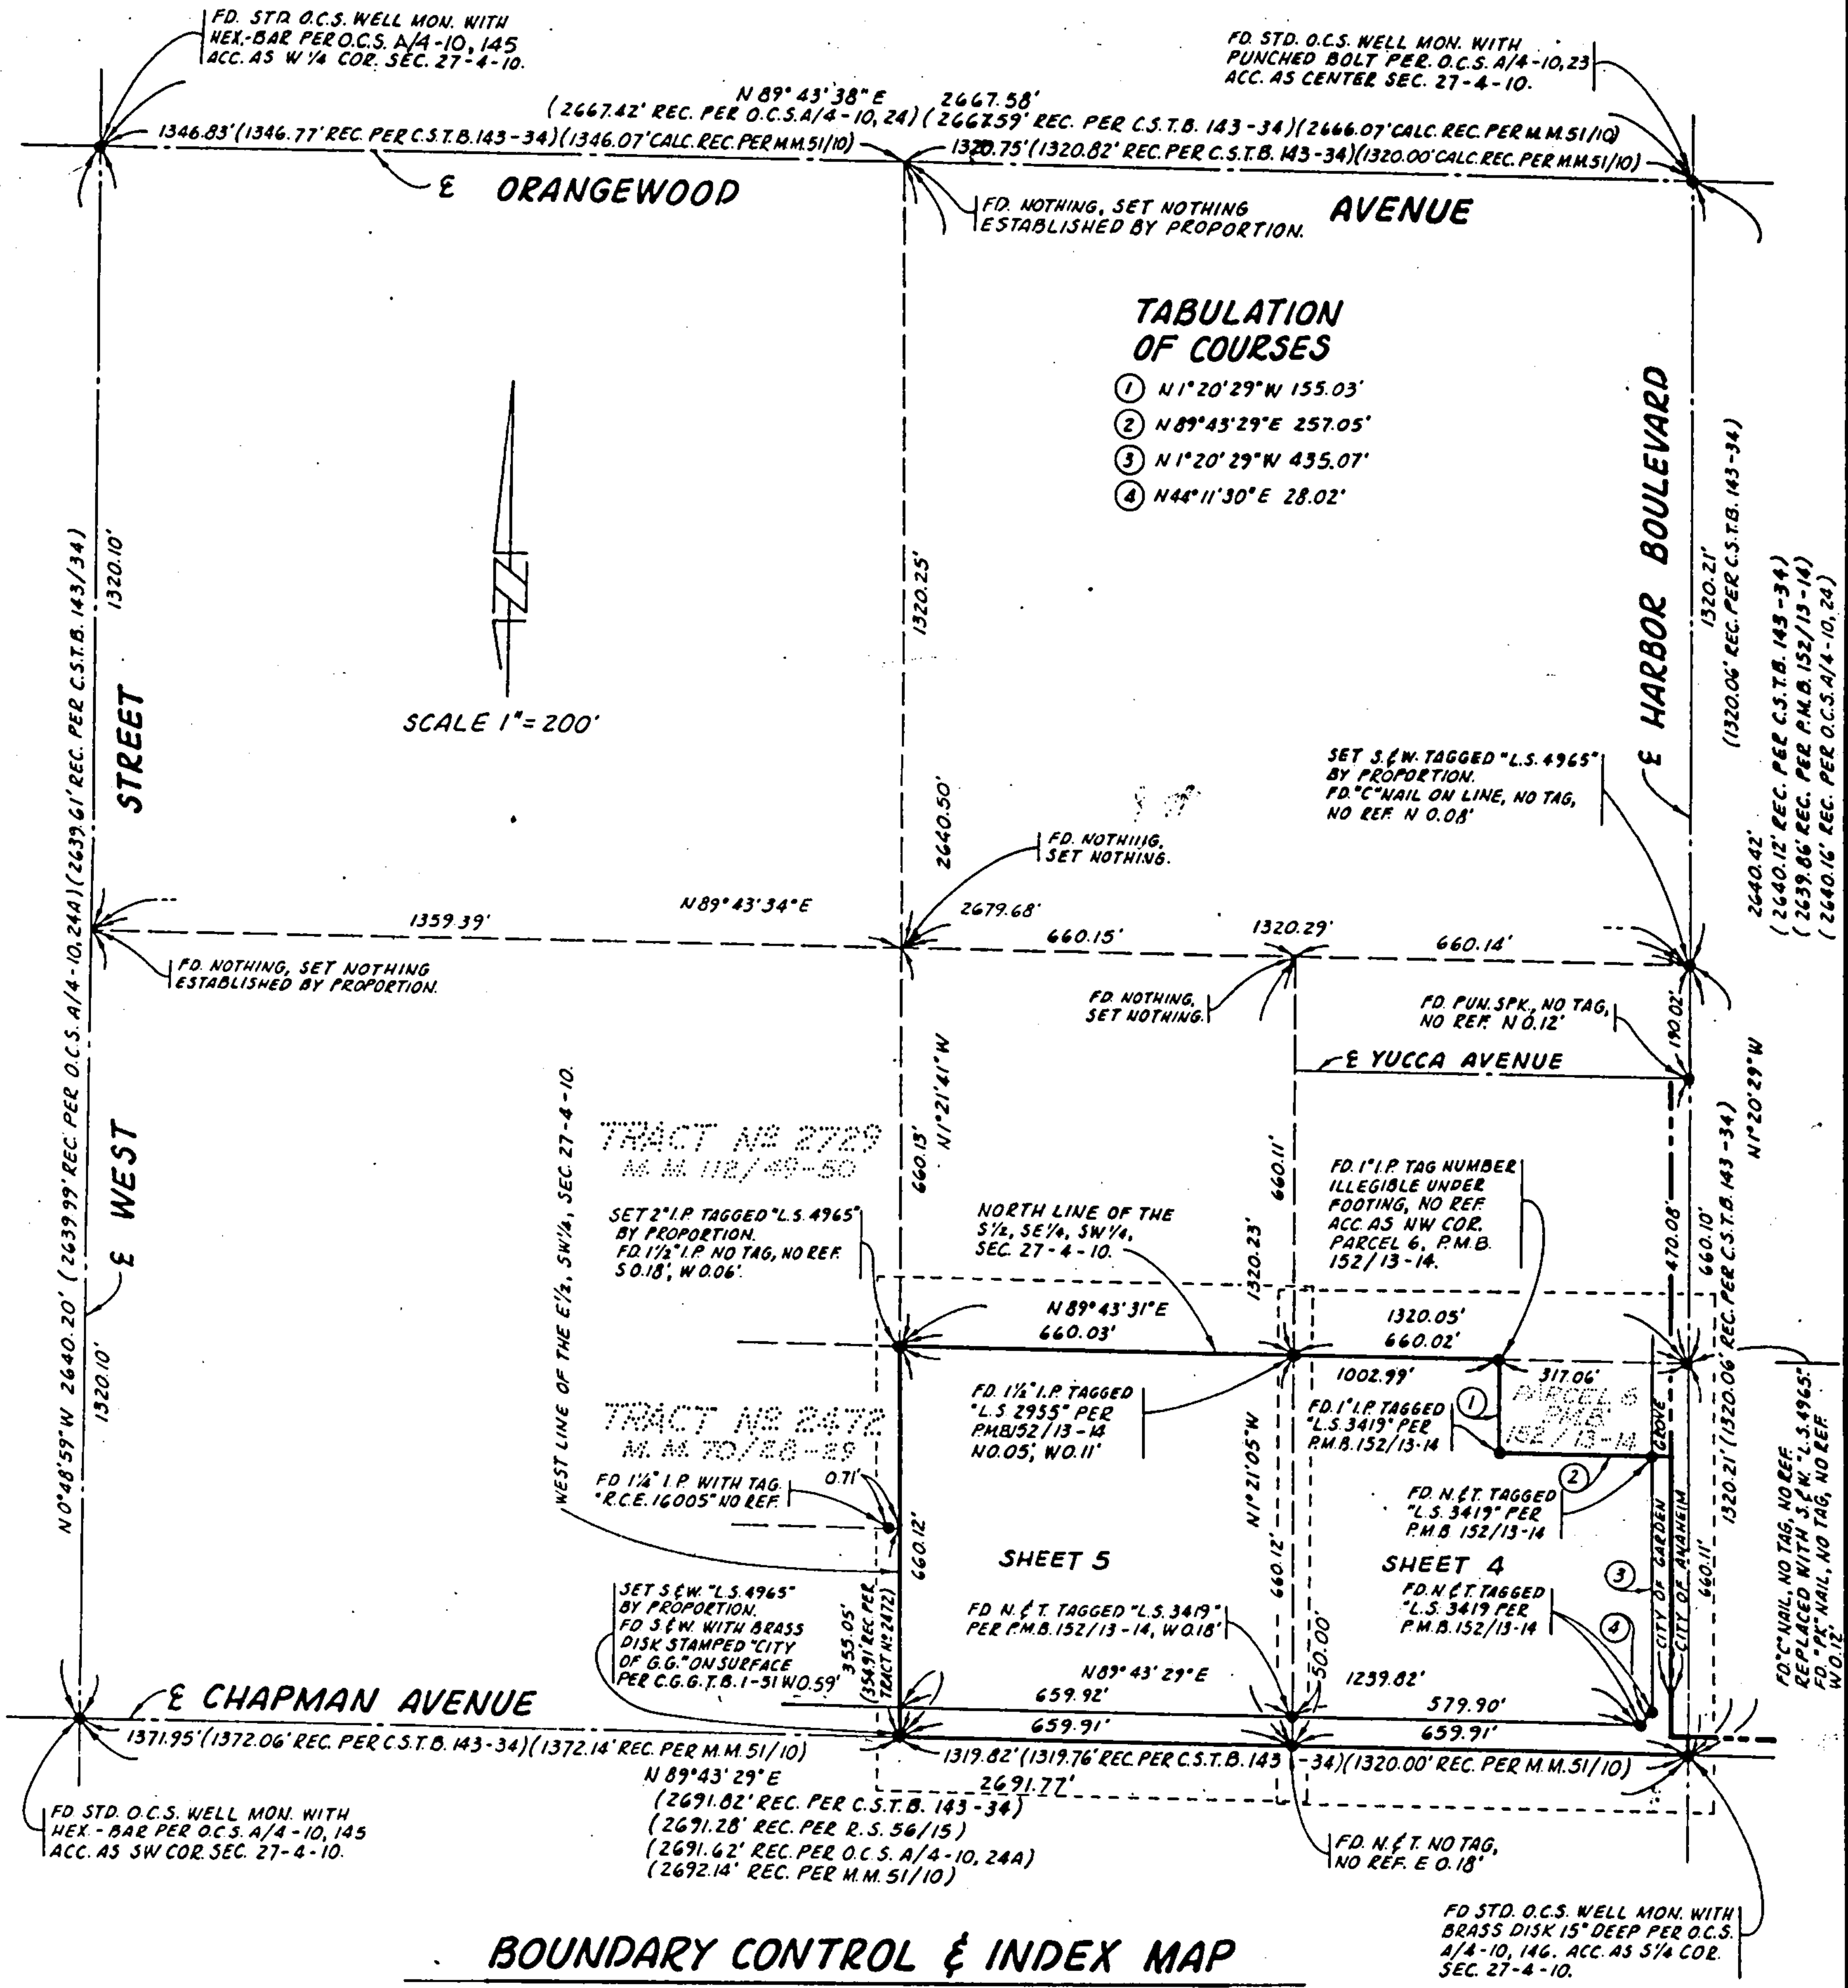 FD. STD. O.C.S. WELL MON. WITH
HEX.-BAR PER O.C.S. A/4-10, 145
ACC. AS W 1/4 COR. SEC. 27-4-10.
FD. STD. O.C.S. WELL MON. WITH
PUNCHED BOLT PER. O.C.S. A/4-10,23
ACC. AS CENTER SEC. 27-4-10.
N 89° 43' 38" E 2667.58'
(2667.42' REC. PER O.C.S. A/4-10, 24) (2667.59' REC. PER C.S.T.B. 143-34) (2666.07' CALC. REC. PER M.M. 51/10)
1346.83' (1346.77' REC. PER C.S.T.B. 143-34) (1346.07' CALC. REC. PER M.M. 51/10)
1320.75' (1320.82' REC. PER C.S.T.B. 143-34) (1320.00' CALC. REC. PER M.M. 51/10)
℄ ORANGEWOOD AVENUE
FD. NOTHING, SET NOTHING
ESTABLISHED BY PROPORTION.
TABULATION
OF COURSES
① N 1° 20' 29" W 155.03'
② N 89° 43' 29" E 257.05'
③ N 1° 20' 29" W 435.07'
④ N 44° 11' 30" E 28.02'
℄ HARBOR BOULEVARD
1320.21'
(1320.06' REC. PER C.S.T.B. 143-34)
2640.42'
(2640.12' REC. PER C.S.T.B. 143-34)
(2639.86' REC. PER P.M.B. 152/13-14)
(2640.16' REC. PER O.C.S. A/4-10, 24)
N 1° 20' 29" W
1320.10'
1320.25'
N
SCALE 1" = 200'
℄ WEST STREET
N 0° 48' 59" W 2640.20' (2639.99' REC. PER O.C.S. A/4-10, 24A) (2639.61' REC. PER C.S.T.B. 143/34)
1320.10'
2640.50'
SET S.&W. TAGGED "L.S. 4965"
BY PROPORTION.
FD. "C" NAIL ON LINE, NO TAG,
NO REF. N 0.08'
FD. NOTHING,
SET NOTHING.
1359.39' N 89° 43' 34" E 2679.68'
660.15' 1320.29' 660.14'
FD. NOTHING, SET NOTHING
ESTABLISHED BY PROPORTION.
FD. NOTHING,
SET NOTHING.
FD. PUN. SPK., NO TAG,
NO REF. N 0.12'
190.02'
℄ YUCCA AVENUE
N 1° 21' 41" W
660.13'
660.11'
1320.23'
470.08'
660.10'
1320.21' (1320.06' REC. PER C.S.T.B. 143-34)
WEST LINE OF THE E 1/2, SW 1/4, SEC. 27-4-10.
TRACT Nº 2729
M. M. 112/49-50
SET 2" I.P. TAGGED "L.S. 4965"
BY PROPORTION.
FD. 1 1/2" I.P. NO TAG, NO REF.
S 0.18', W 0.06'.
NORTH LINE OF THE
S 1/2, SE 1/4, SW 1/4,
SEC. 27-4-10.
FD. 1" I.P. TAG NUMBER
ILLEGIBLE UNDER
FOOTING, NO REF.
ACC. AS NW COR.
PARCEL 6, P.M.B.
152/13-14.
N 89° 43' 31" E 1320.05'
660.03' 660.02'
1002.99' 317.06'
FD. 1 1/2" I.P. TAGGED
"L.S. 2955" PER
P.M.B. 152/13-14
N 0.05', W 0.11'
FD. 1" I.P. TAGGED
"L.S. 3419" PER
P.M.B. 152/13-14
①
PARCEL 6
P.M.B.
152/13-14
TRACT Nº 2472
M. M. 70/28-29
FD 1 1/4" I.P. WITH TAG
"R.C.E. 16005" NO REF.
0.71'
N 1° 21' 05" W
②
FD. N.&T. TAGGED
"L.S. 3419" PER
P.M.B. 152/13-14
660.12'
660.12'
660.11'
CITY OF GARDEN GROVE
CITY OF ANAHEIM
SHEET 5
SHEET 4
③
FD. N.&T. TAGGED
"L.S. 3419 PER
P.M.B. 152/13-14
④
SET S.&W. "L.S. 4965"
BY PROPORTION.
FD S.&W. WITH BRASS
DISK STAMPED "CITY
OF G.G." ON SURFACE
PER C.G.G.T.B. 1-51 W 0.59'
355.05'
(354.91' REC. PER
TRACT Nº 2472)
FD N.&T. TAGGED "L.S. 3419"
PER P.M.B. 152/13-14, W 0.18'
50.00'
N 89° 43' 29" E 1239.82'
659.92' 579.90'
659.91' 659.91'
FD. "C" NAIL, NO TAG, NO REF.
REPLACED WITH S.&W. "L.S. 4965".
FD. "PK" NAIL, NO TAG, NO REF.
W 0.12'
℄ CHAPMAN AVENUE
1371.95' (1372.06' REC. PER C.S.T.B. 143-34) (1372.14' REC. PER M.M. 51/10)
1319.82' (1319.76' REC. PER C.S.T.B. 143-34) (1320.00' REC. PER M.M. 51/10)
N 89° 43' 29" E 2691.77'
(2691.82' REC. PER C.S.T.B. 143-34)
(2691.28' REC. PER R.S. 56/15)
(2691.62' REC. PER O.C.S. A/4-10, 24A)
(2692.14' REC. PER M.M. 51/10)
FD STD. O.C.S. WELL MON. WITH
HEX.-BAR PER O.C.S. A/4-10, 145
ACC. AS SW COR. SEC. 27-4-10.
FD. N.&T. NO TAG,
NO REF. E 0.18'
FD STD. O.C.S. WELL MON. WITH
BRASS DISK 15" DEEP PER O.C.S.
A/4-10, 146. ACC. AS S 1/4 COR.
SEC. 27-4-10.
BOUNDARY CONTROL & INDEX MAP